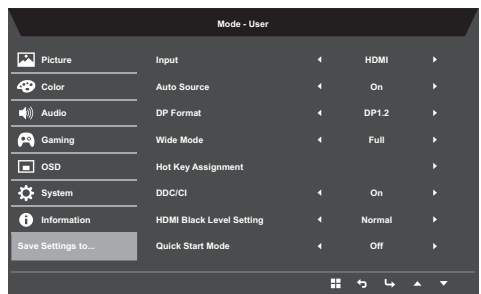 Mode - User
Picture Input HDMI
Color Auto Source On
Audio DP Format DP1.2
Gaming Wide Mode Full
OSD Hot Key Assignment
System DDC/CI On
Information HDMI Black Level Setting Normal
Save Settings to... Quick Start Mode Off